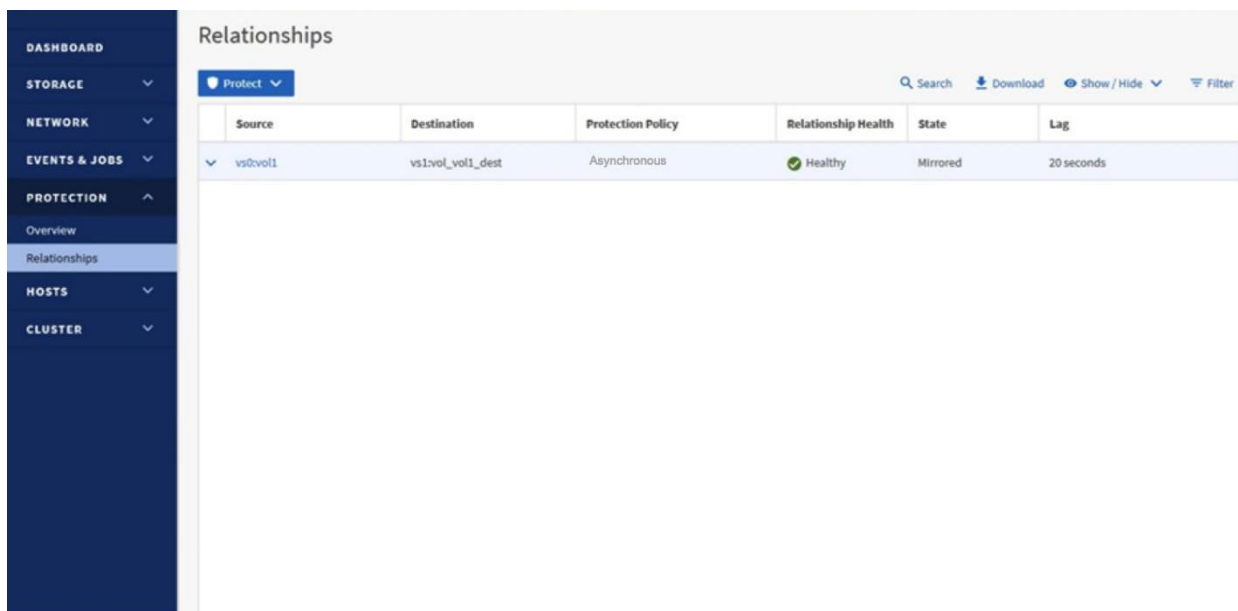 Relationships
DASHBOARD
STORAGE
NETWORK
EVENTS & JOBS
PROTECTION
Overview
Relationships
HOSTS
CLUSTER
Protect
Search Download Show / Hide Filter
Source Destination Protection Policy Relationship Health State Lag
vs0:vol1 vs1:vol_vol1_dest Asynchronous Healthy Mirrored 20 seconds